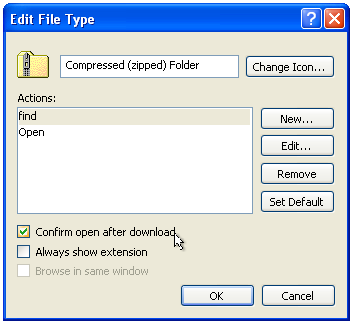 Edit File Type
?
Compressed (zipped) Folder
Change Icon...
Actions:
find
Open
New...
Edit...
Remove
Set Default
Confirm open after download
Always show extension
Browse in same window
OK
Cancel